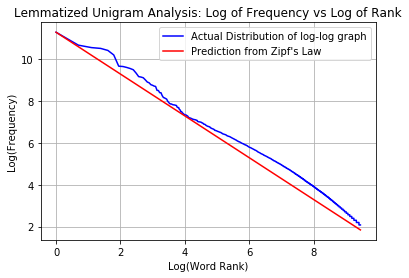 Lemmatized Unigram Analysis: Log of Frequency vs Log of Rank
Actual Distribution of log-log graph
Prediction from Zipf's Law
10
8
6
4
2
Log(Frequency)
0 2 4 6 8
Log(Word Rank)